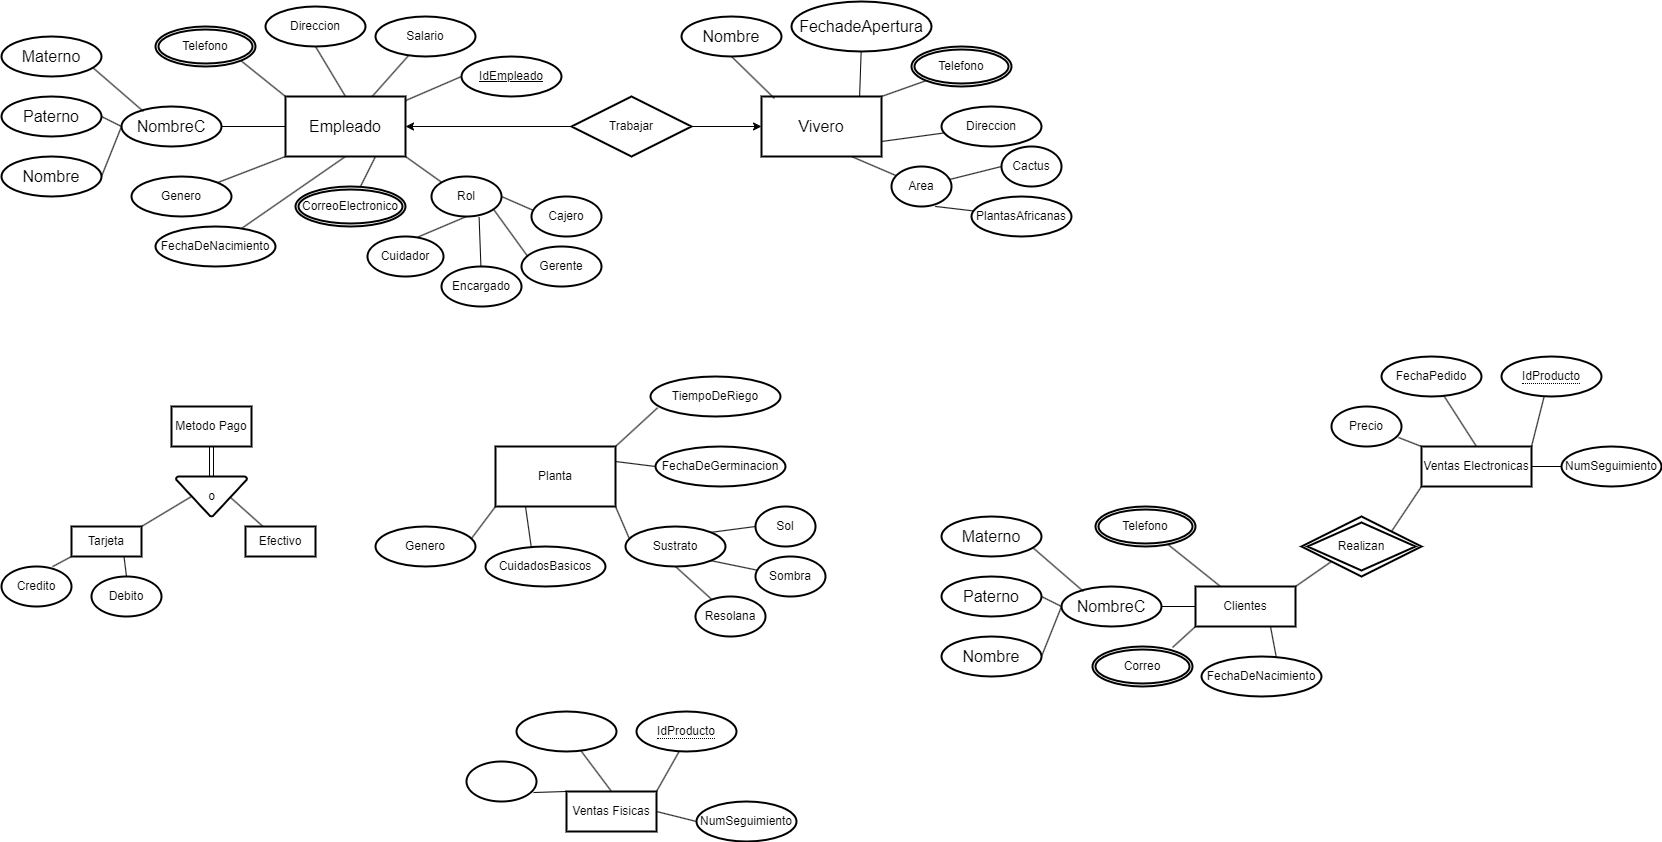 Direccion
Salario
Telefono
IdEmpleado
Materno
Paterno
NombreC
Nombre
Empleado
Genero
FechaDeNacimiento
CorreoElectronico
Rol
Cajero
Cuidador
Gerente
Encargado
Trabajar
Nombre
FechadeApertura
Telefono
Vivero
Direccion
Cactus
Area
PlantasAfricanas
Metodo Pago
o
Tarjeta
Efectivo
Credito
Debito
TiempoDeRiego
FechaDeGerminacion
Planta
Genero
CuidadosBasicos
Sustrato
Sol
Sombra
Resolana
FechaPedido
IdProducto
Precio
Ventas Electronicas
NumSeguimiento
Realizan
Telefono
Materno
Paterno
NombreC
Nombre
Clientes
Correo
FechaDeNacimiento
IdProducto
Ventas Fisicas
NumSeguimiento